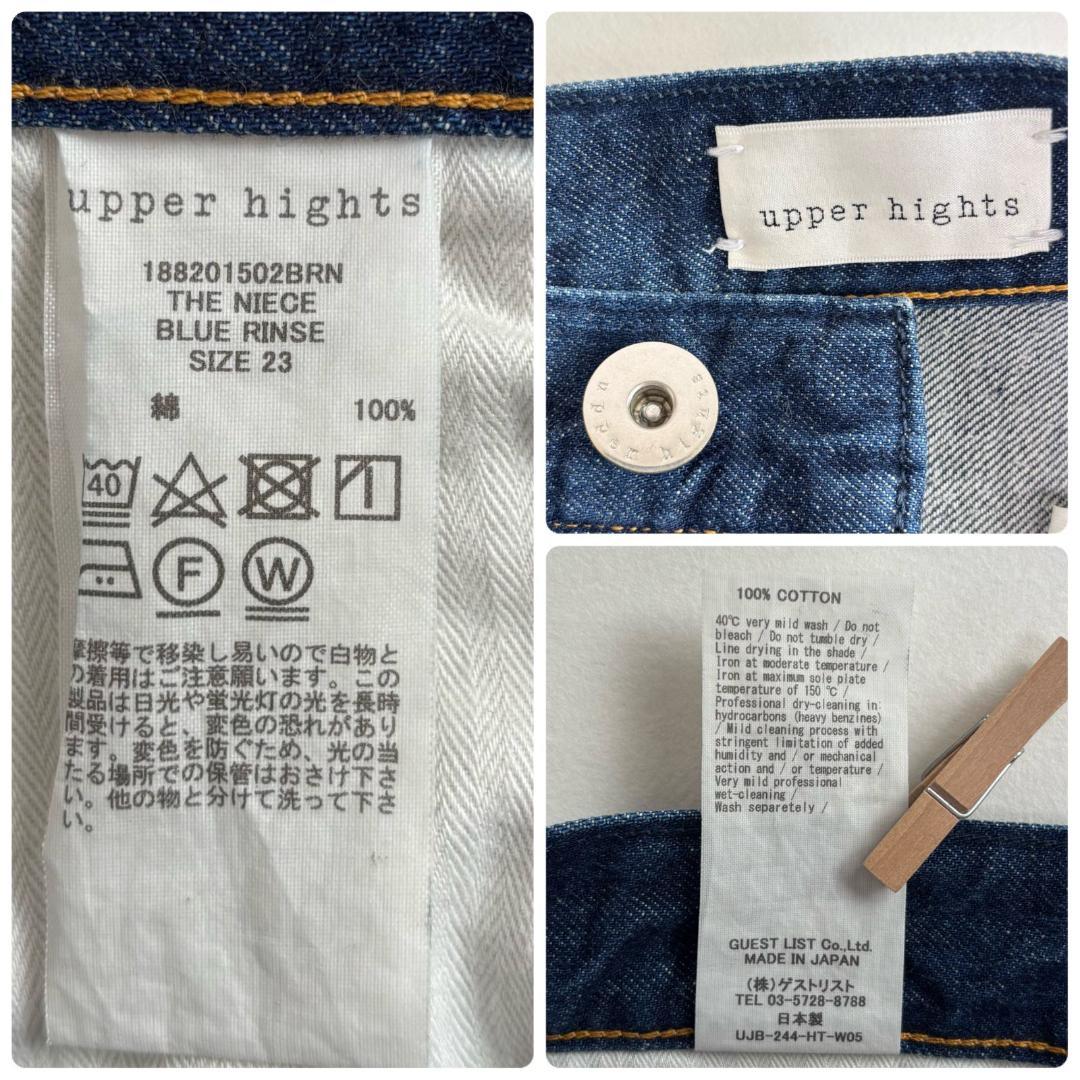 upper hights
188201502BRN
THE NIECE
BLUE RINSE
SIZE 23
綿 100%
40
F W
摩擦等で移染し易いので白物と
の着用はご注意願います。この
製品は日光や蛍光灯の光を長時
間受けると、変色の恐れがあり
ます。変色を防ぐため、光の当
たる場所での保管はおさけ下さ
い。他の物と分けて洗って下さ
い。
upper hights
upper hights
100% COTTON
40℃ very mild wash / Do not
bleach / Do not tumble dry /
Line drying in the shade /
Iron at moderate temperature /
Iron at maximum sole plate
temperature of 150 ℃ /
Professional dry-cleaning in
hydrocarbons (heavy benzines)
/ Mild cleaning process with
stringent limitation of added
humidity and / or mechanical
action and / or temperature /
Very mild professional
wet-cleaning /
Wash separetely /
GUEST LIST Co.,Ltd.
MADE IN JAPAN
(株)ゲストリスト
TEL 03-5728-8788
日本製
UJB-244-HT-W05